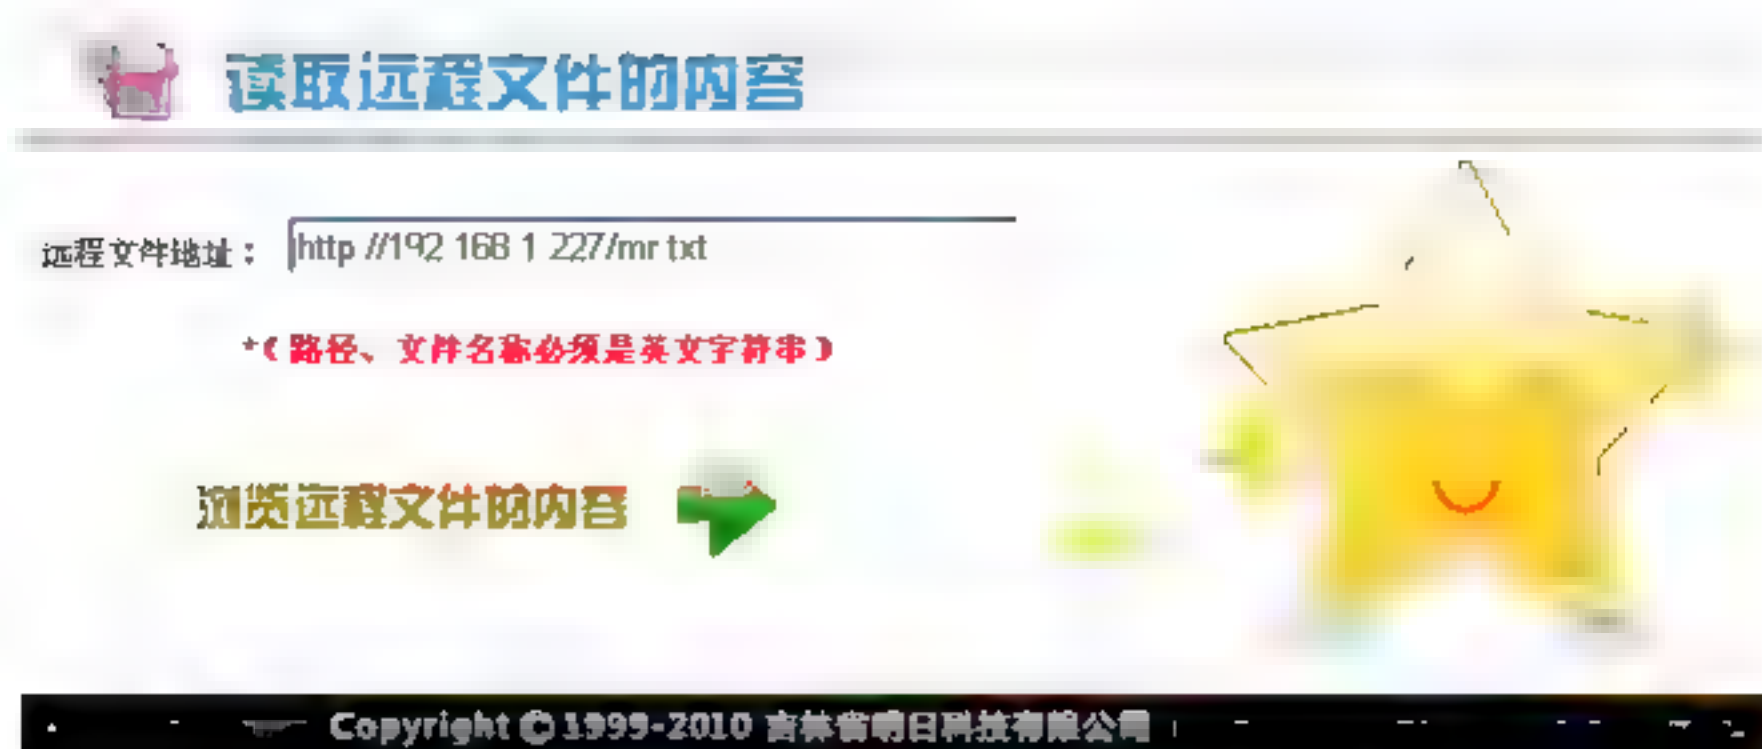 读取远程文件的内容
远程文件地址：
http //192 168 1 227/mr txt
*（路径、文件名称必须是英文字符串）
浏览远程文件的内容
Copyright © 1999-2010 吉林省明日科技有限公司